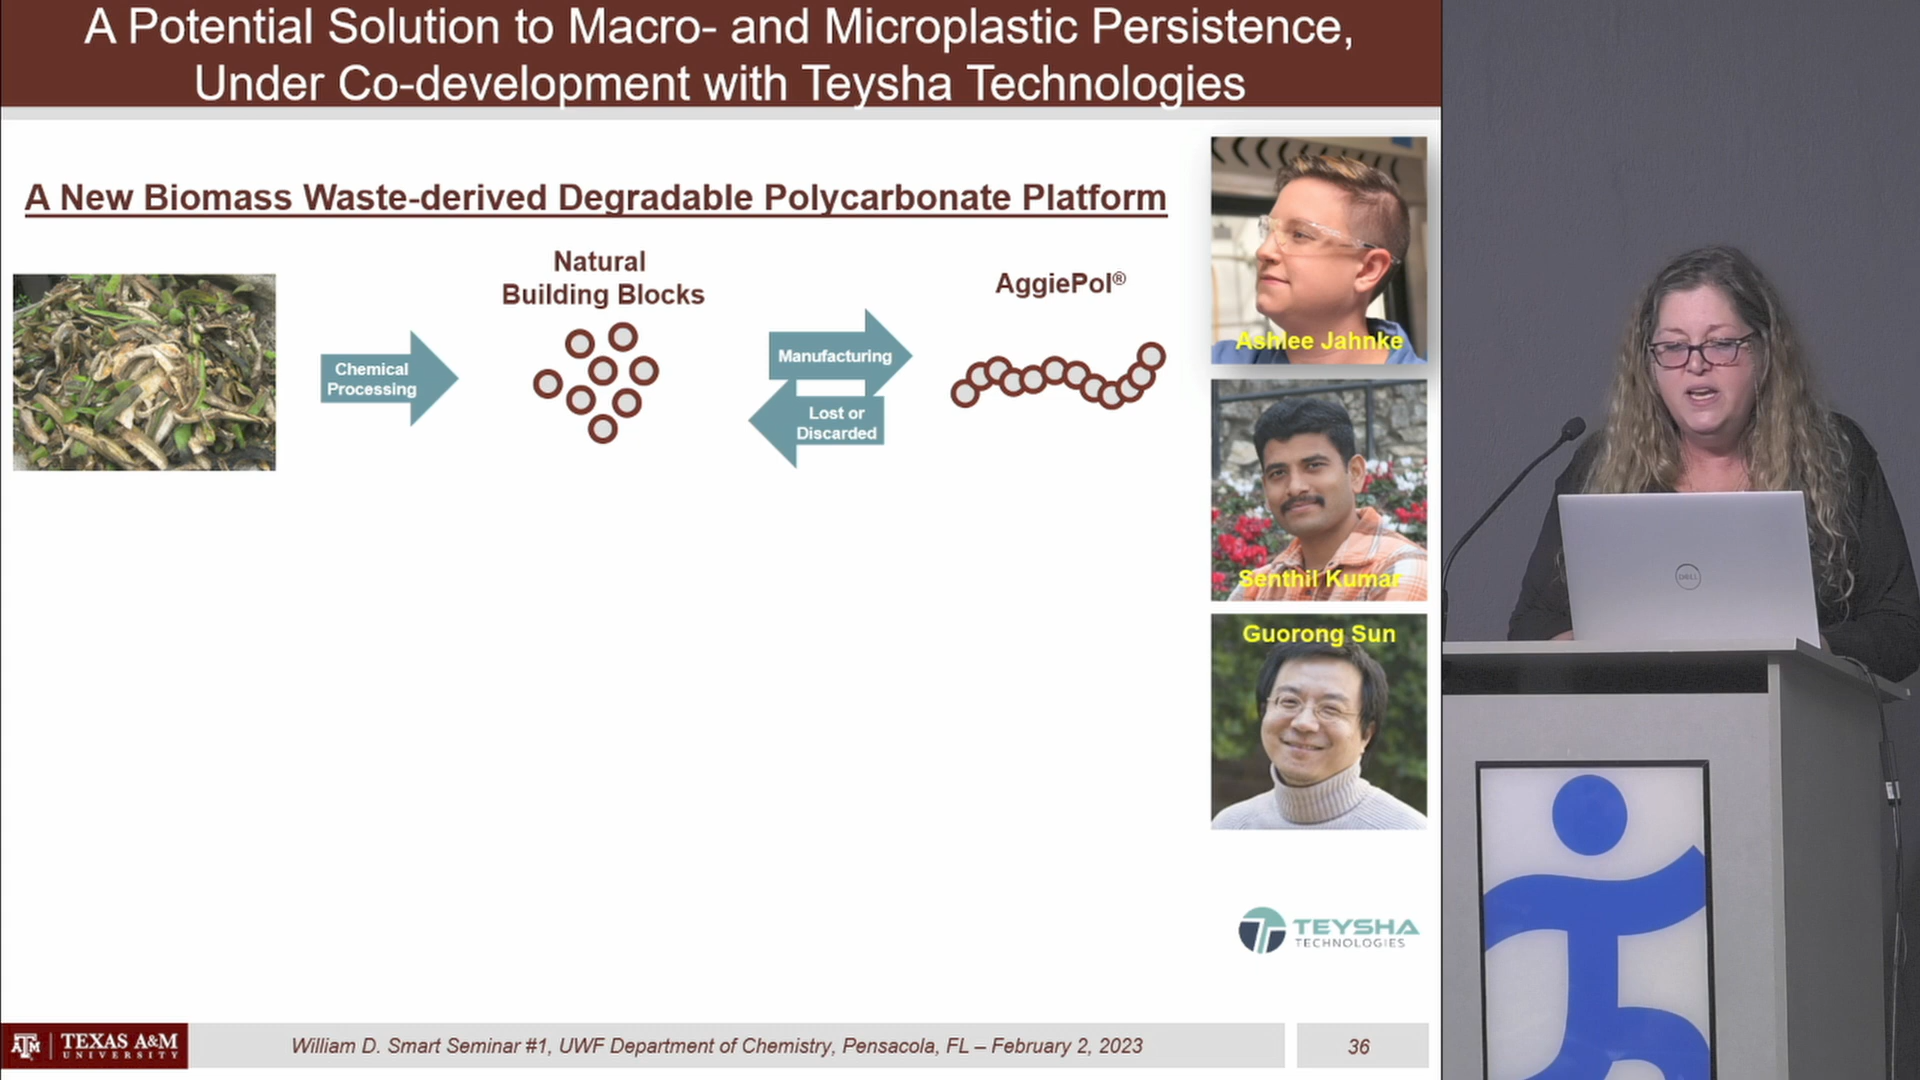 A Potential Solution to Macro- and Microplastic Persistence,
Under Co-development with Teysha Technologies
A New Biomass Waste-derived Degradable Polycarbonate Platform
Natural
Building Blocks
AggiePol®
Chemical
Processing
Manufacturing
Lost or
Discarded
Ashlee Jahnke
Senthil Kumar
Guorong Sun
DELL
TEYSHA
TECHNOLOGIES
ATM
TEXAS A&M
UNIVERSITY
William D. Smart Seminar #1, UWF Department of Chemistry, Pensacola, FL – February 2, 2023
36